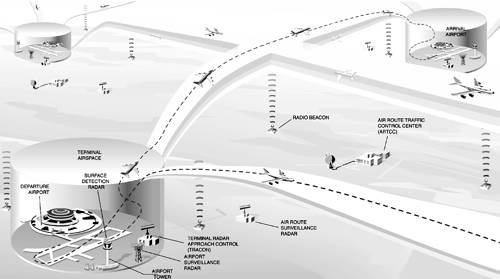 ARRIVAL
AIRPORT
RADIO BEACON
AIR ROUTE TRAFFIC
CONTROL CENTER
(ARTCC)
TERMINAL
AIRSPACE
SURFACE
DETECTION
RADAR
DEPARTURE
AIRPORT
AIR ROUTE
SURVEILLANCE
RADAR
TERMINAL RADAR
APPROACH CONTROL
(TRACON)
AIRPORT
SURVEILLANCE
RADAR
AIRPORT
TOWER